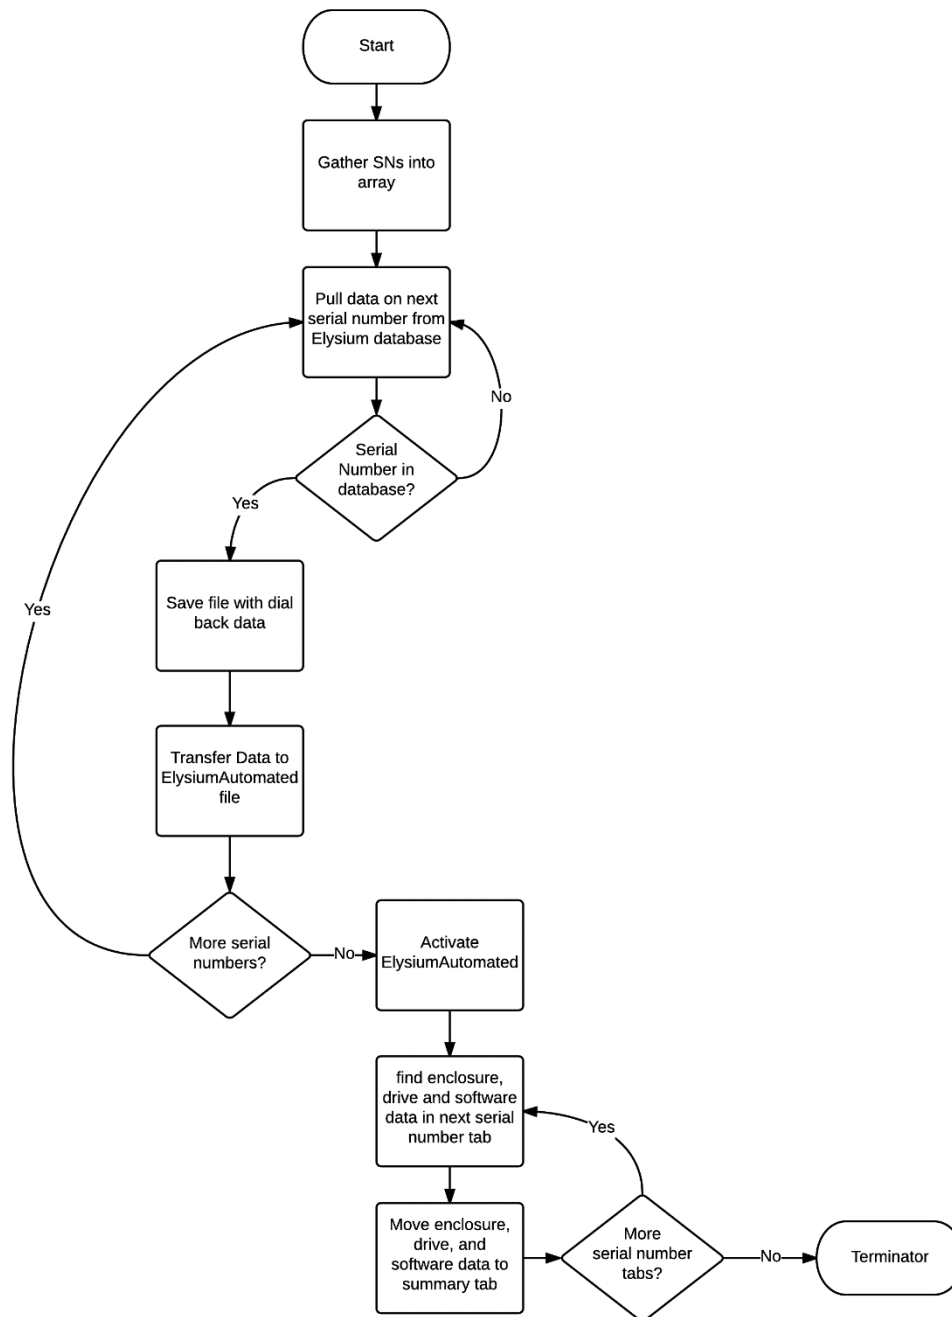 Start
Gather SNs into
array
Pull data on next
serial number from
Elysium database
No
Serial
Number in
database?
Yes
Save file with dial
back data
Yes
Transfer Data to
ElysiumAutomated
file
More serial
numbers?
No
Activate
ElysiumAutomated
find enclosure,
drive and software
data in next serial
number tab
Yes
Move enclosure,
drive, and
software data to
summary tab
More
serial number
tabs?
No
Terminator